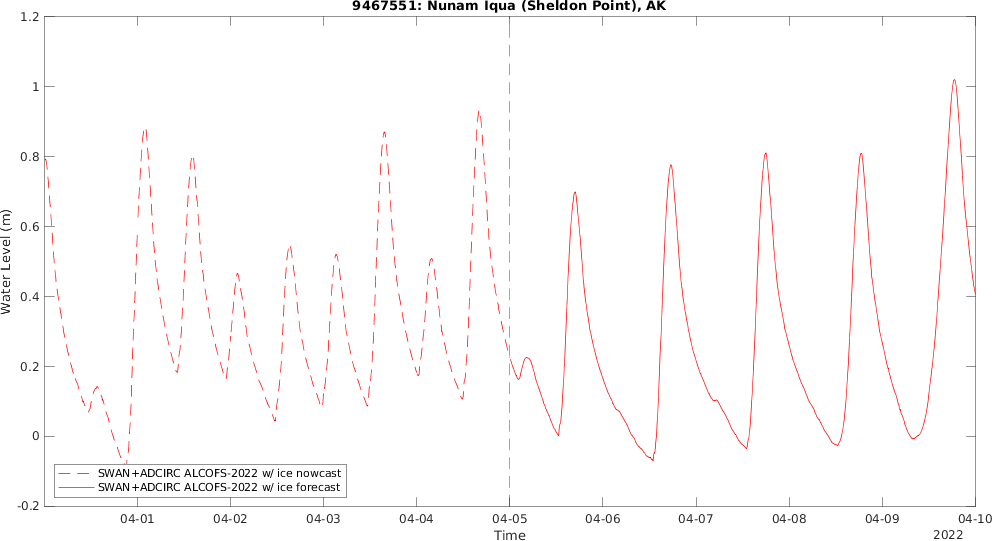 9467551: Nunam Iqua (Sheldon Point), AK
1.2
1
0.8
0.6
0.4
0.2
0
-0.2
Water Level (m)
SWAN+ADCIRC ALCOFS-2022 w/ ice nowcast
SWAN+ADCIRC ALCOFS-2022 w/ ice forecast
04-01 04-02 04-03 04-04 04-05 04-06 04-07 04-08 04-09 04-10
Time
2022